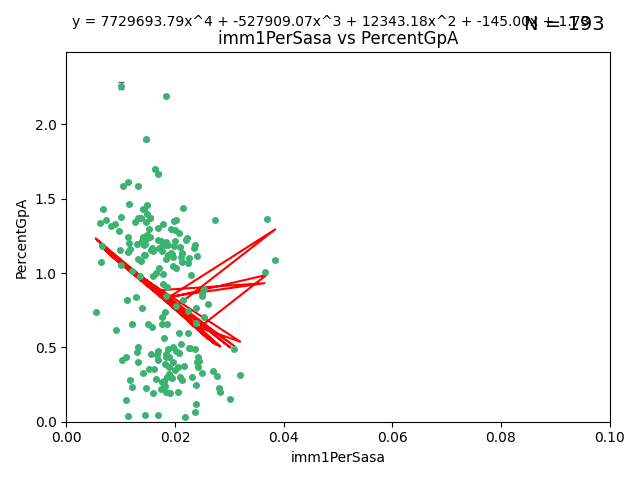 y = 7729693.79x^4 + -527909.07x^3 + 12343.18x^2 + -145.00x + 1.79
N = 193
imm1PerSasa vs PercentGpA
PercentGpA
2.0
1.5
1.0
0.5
0.0
0.00 0.02 0.04 0.06 0.08 0.10
imm1PerSasa